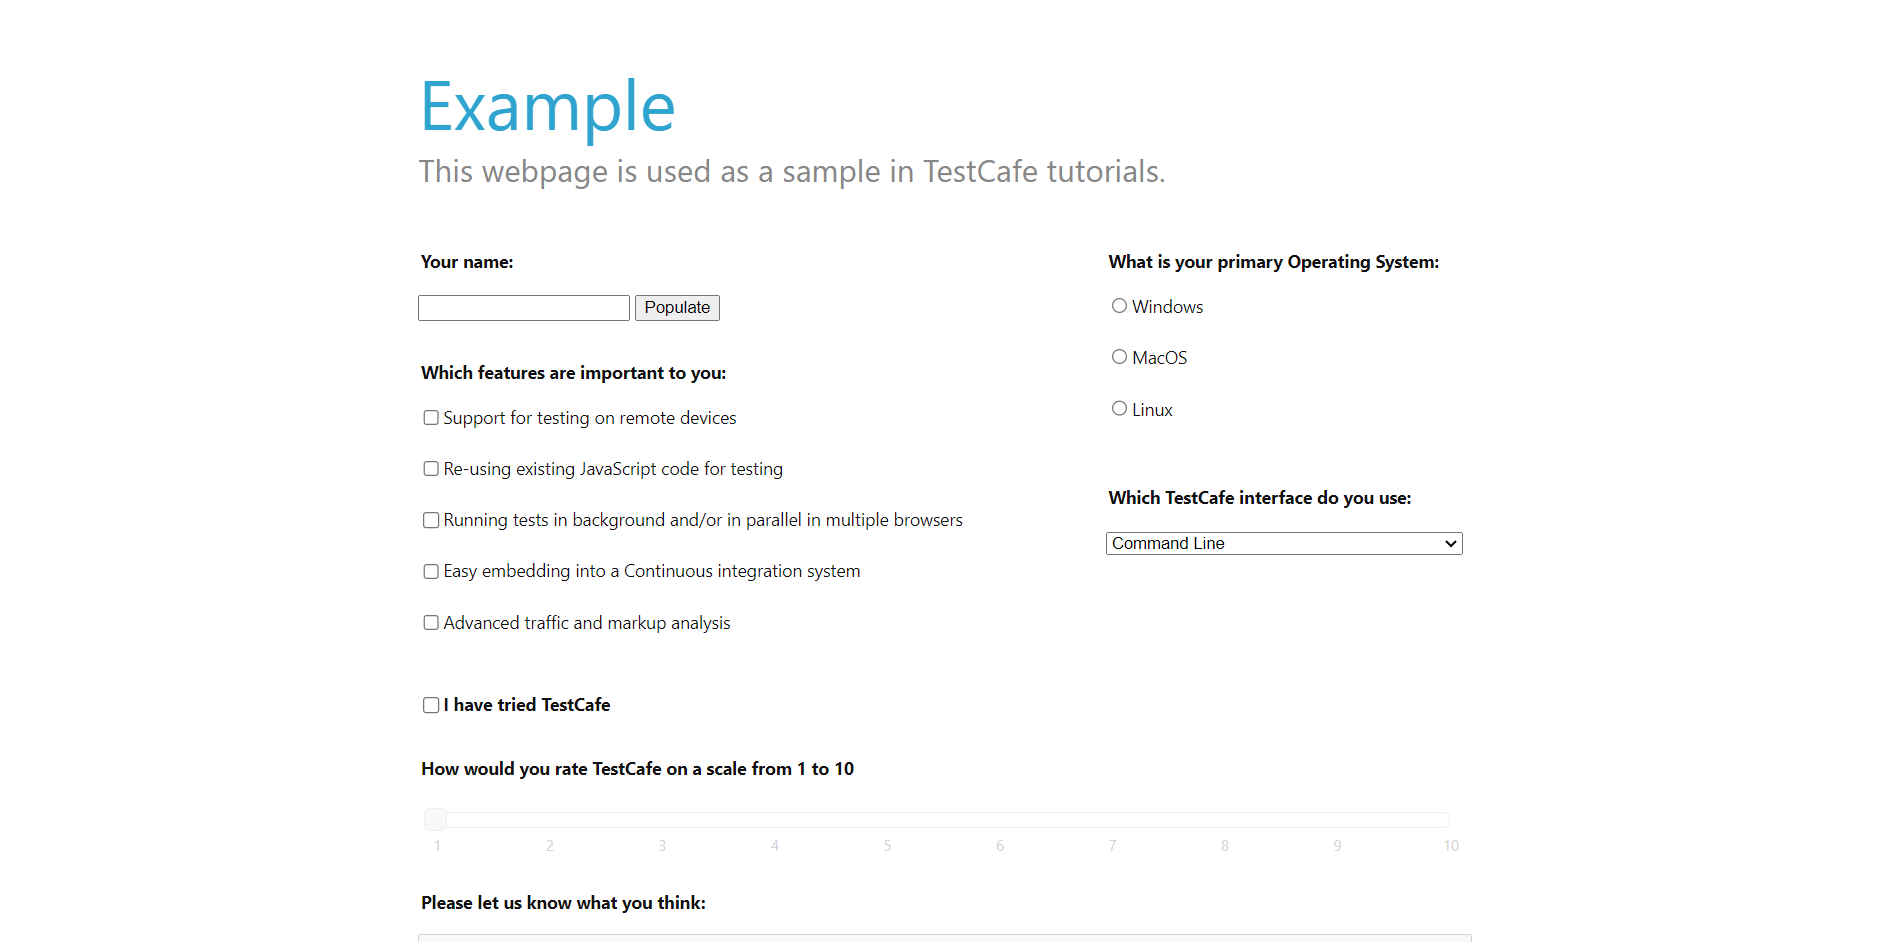 Example
This webpage is used as a sample in TestCafe tutorials.
Your name:
Populate
Which features are important to you:
Support for testing on remote devices
Re-using existing JavaScript code for testing
Running tests in background and/or in parallel in multiple browsers
Easy embedding into a Continuous integration system
Advanced traffic and markup analysis
What is your primary Operating System:
Windows
MacOS
Linux
Which TestCafe interface do you use:
Command Line
I have tried TestCafe
How would you rate TestCafe on a scale from 1 to 10
1 2 3 4 5 6 7 8 9 10
Please let us know what you think: